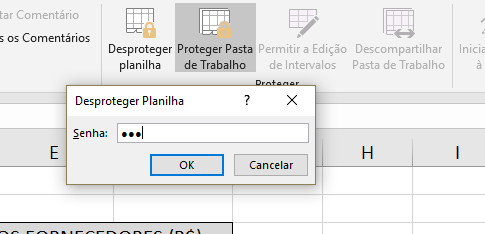 tar Comentário
s os Comentários
Desproteger
planilha
Proteger Pasta
de Trabalho
Permitir a Edição
de Intervalos
Descompartilhar
Pasta de Trabalho
Inicia
à
Proteger
Desproteger Planilha
?
Senha: •••
OK
Cancelar
E
H
I
OS FORNECEDORES (R$)